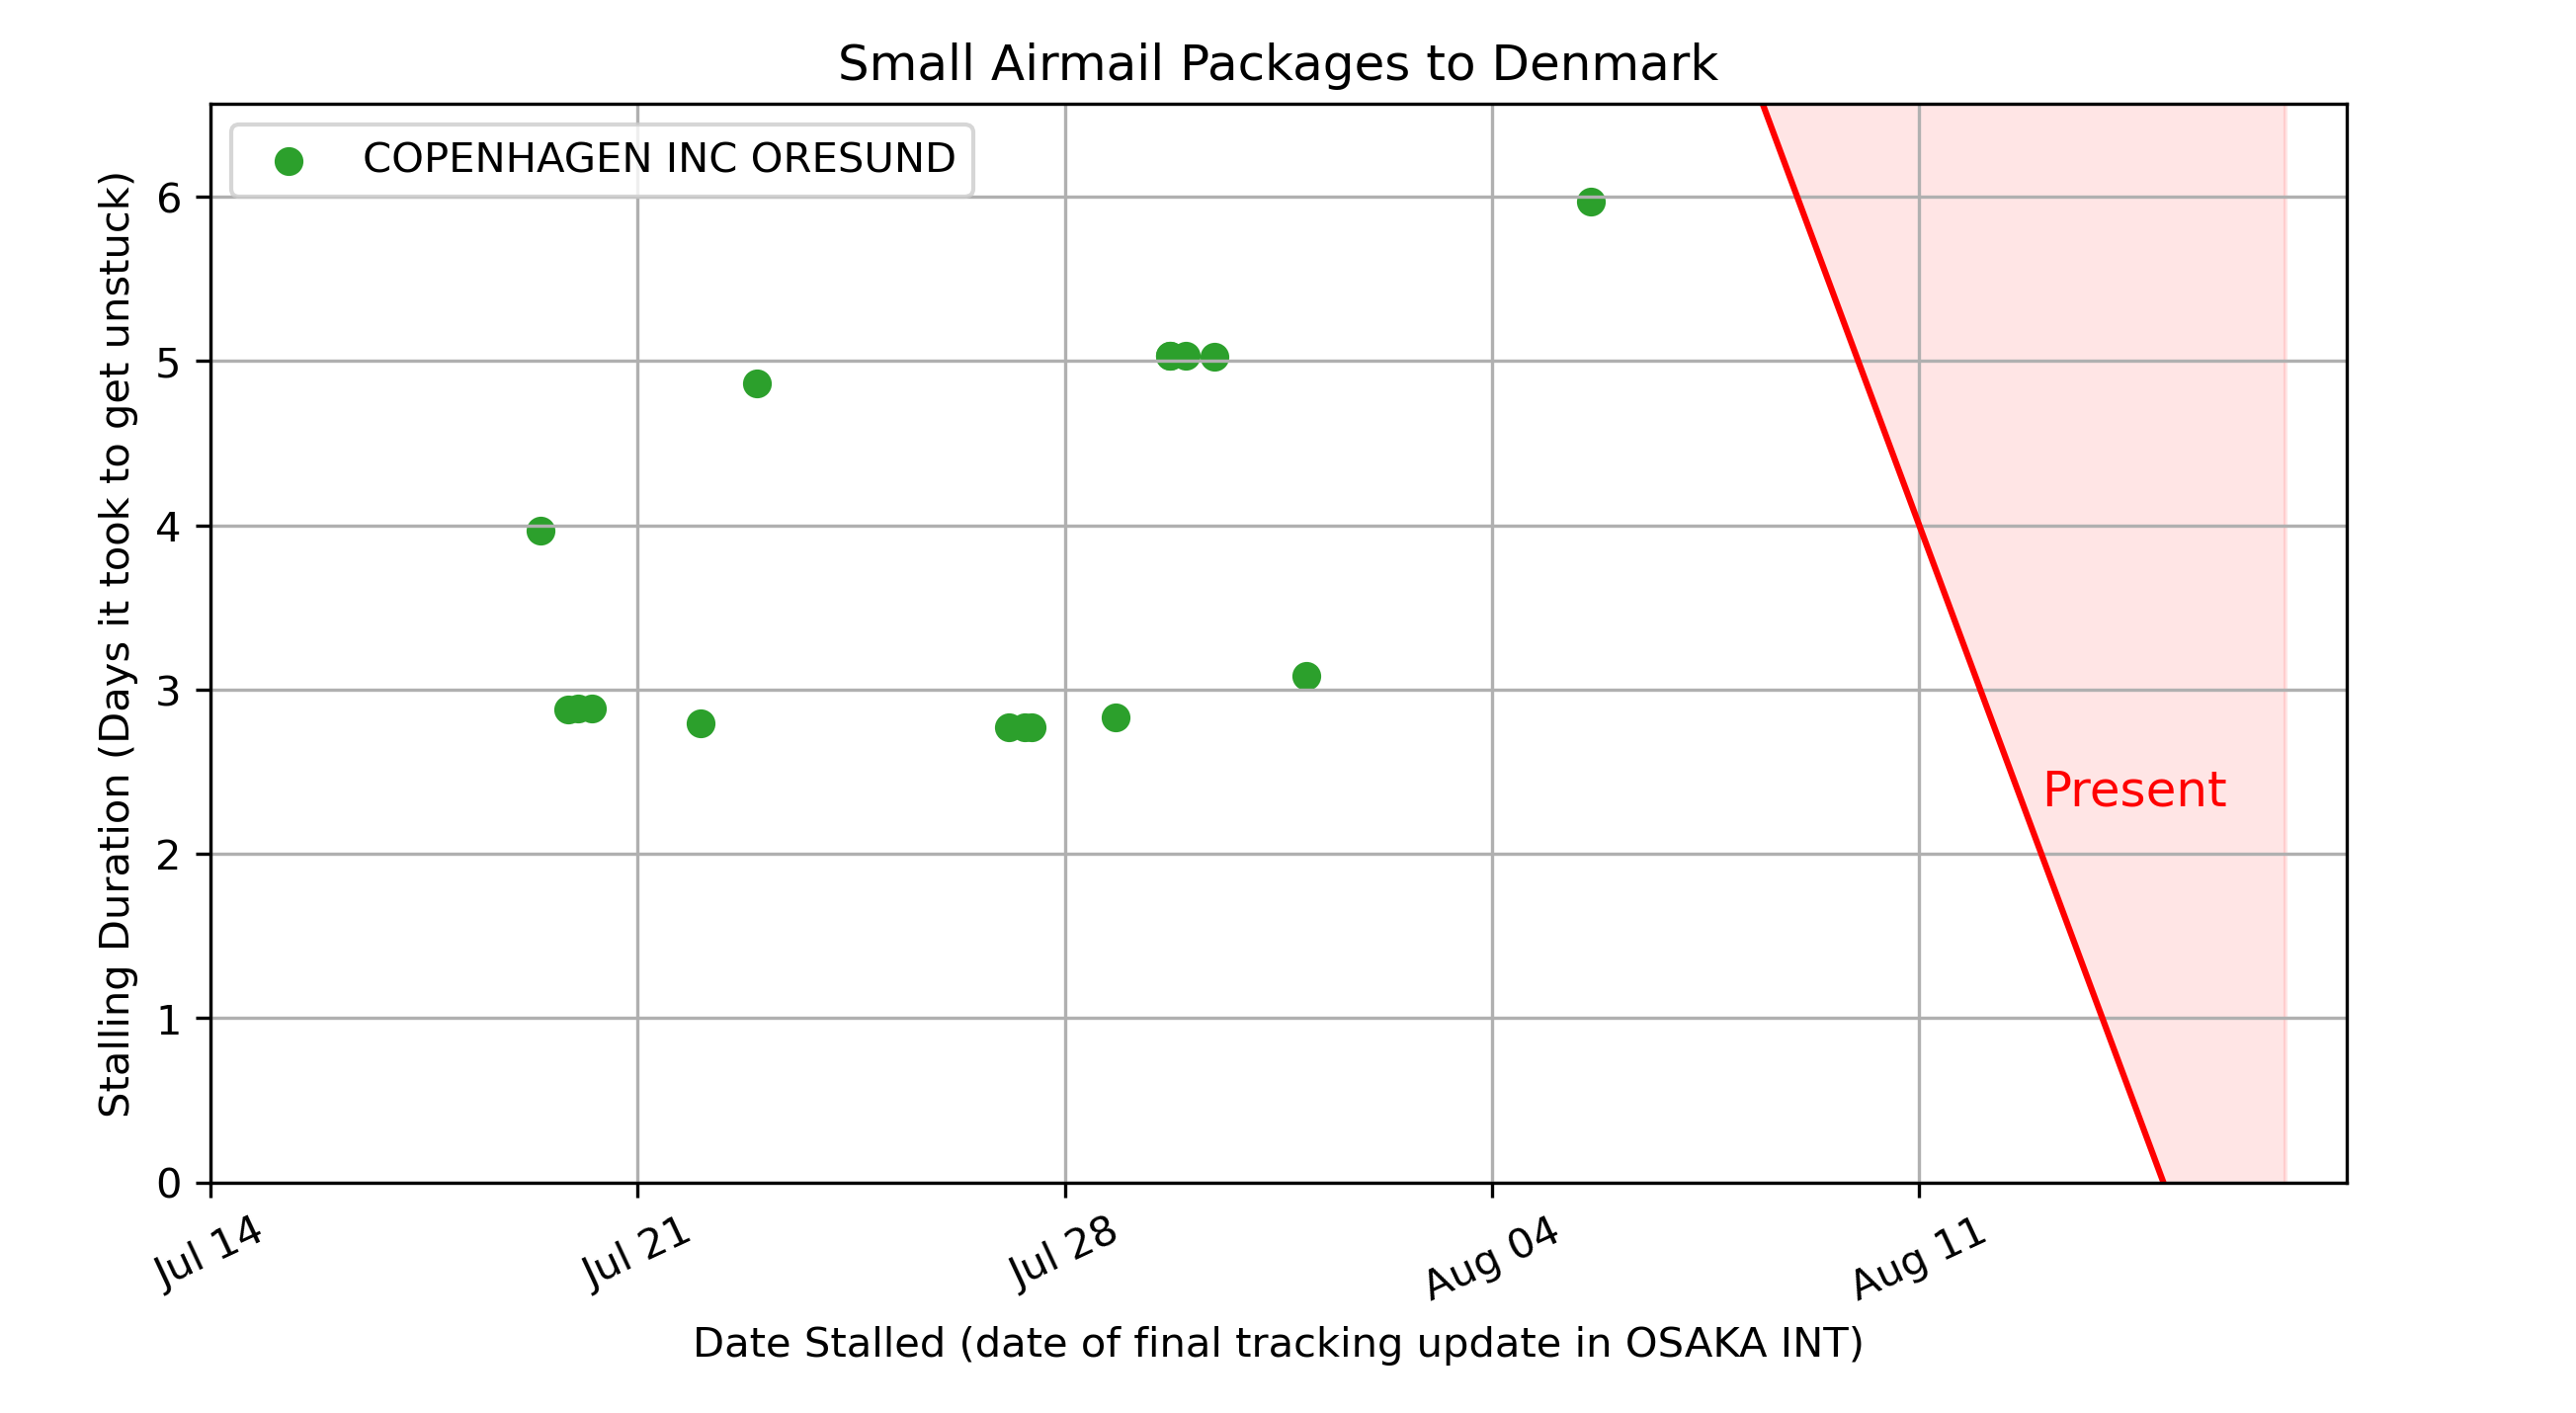 Small Airmail Packages to Denmark
COPENHAGEN INC ORESUND
Stalling Duration (Days it took to get unstuck)
6
5
4
3
2
1
0
Present
Jul 14
Jul 21
Jul 28
Aug 04
Aug 11
Date Stalled (date of final tracking update in OSAKA INT)